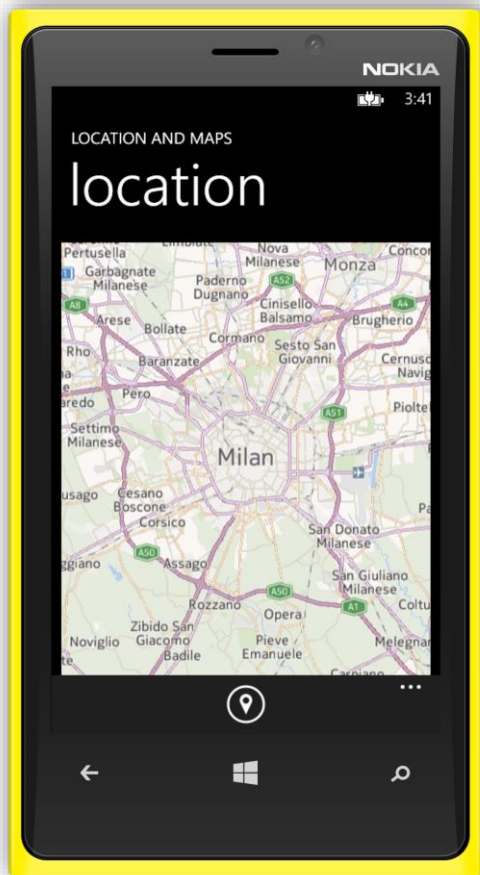 NOKIA
3:41
LOCATION AND MAPS
location
Pertusella
Limbiate
Nova
Milanese
Monza
Garbagnate
Milanese
Paderno
Dugnano
A52
Cinisello
Balsamo
A8
A4
Arese
Bollate
Brugherio
Cormano
Sesto San
Giovanni
Rho
Baranzate
Pero
A51
Settimo
Milanese
Milan
Cesano
Boscone
Corsico
San Donato
Milanese
A50
Assago
San Giuliano
Milanese
A50
Rozzano
Opera
A1
Zibido San
Giacomo
Noviglio
Badile
Pieve
Emanuele